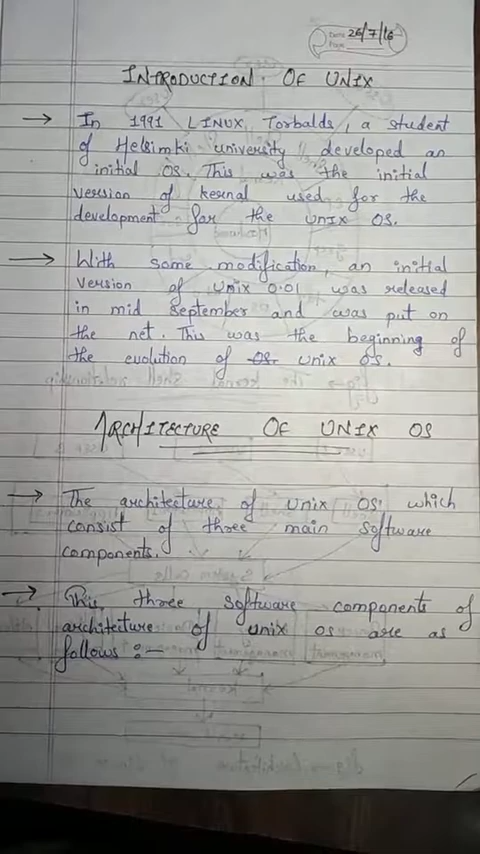 Date 26/7/16
Page
INTRODUCTION OF UNIX
→ In 1991 LINUX Torbalds, a student
of Helsimki university developed an
initial OS. This was the initial
version of kernal used for the
development far the UNIX OS.
→ With some modification, an initial
version of Unix 0.01 was released
in mid september and was put on
the net. This was the beginning of
the evolution of OS. Unix OS.
ARCHITECTURE OF UNIX OS
→ The architecture of Unix OS which
consist of three main software
components.
→ This three software components of
architecture of Unix OS are as
follows :-